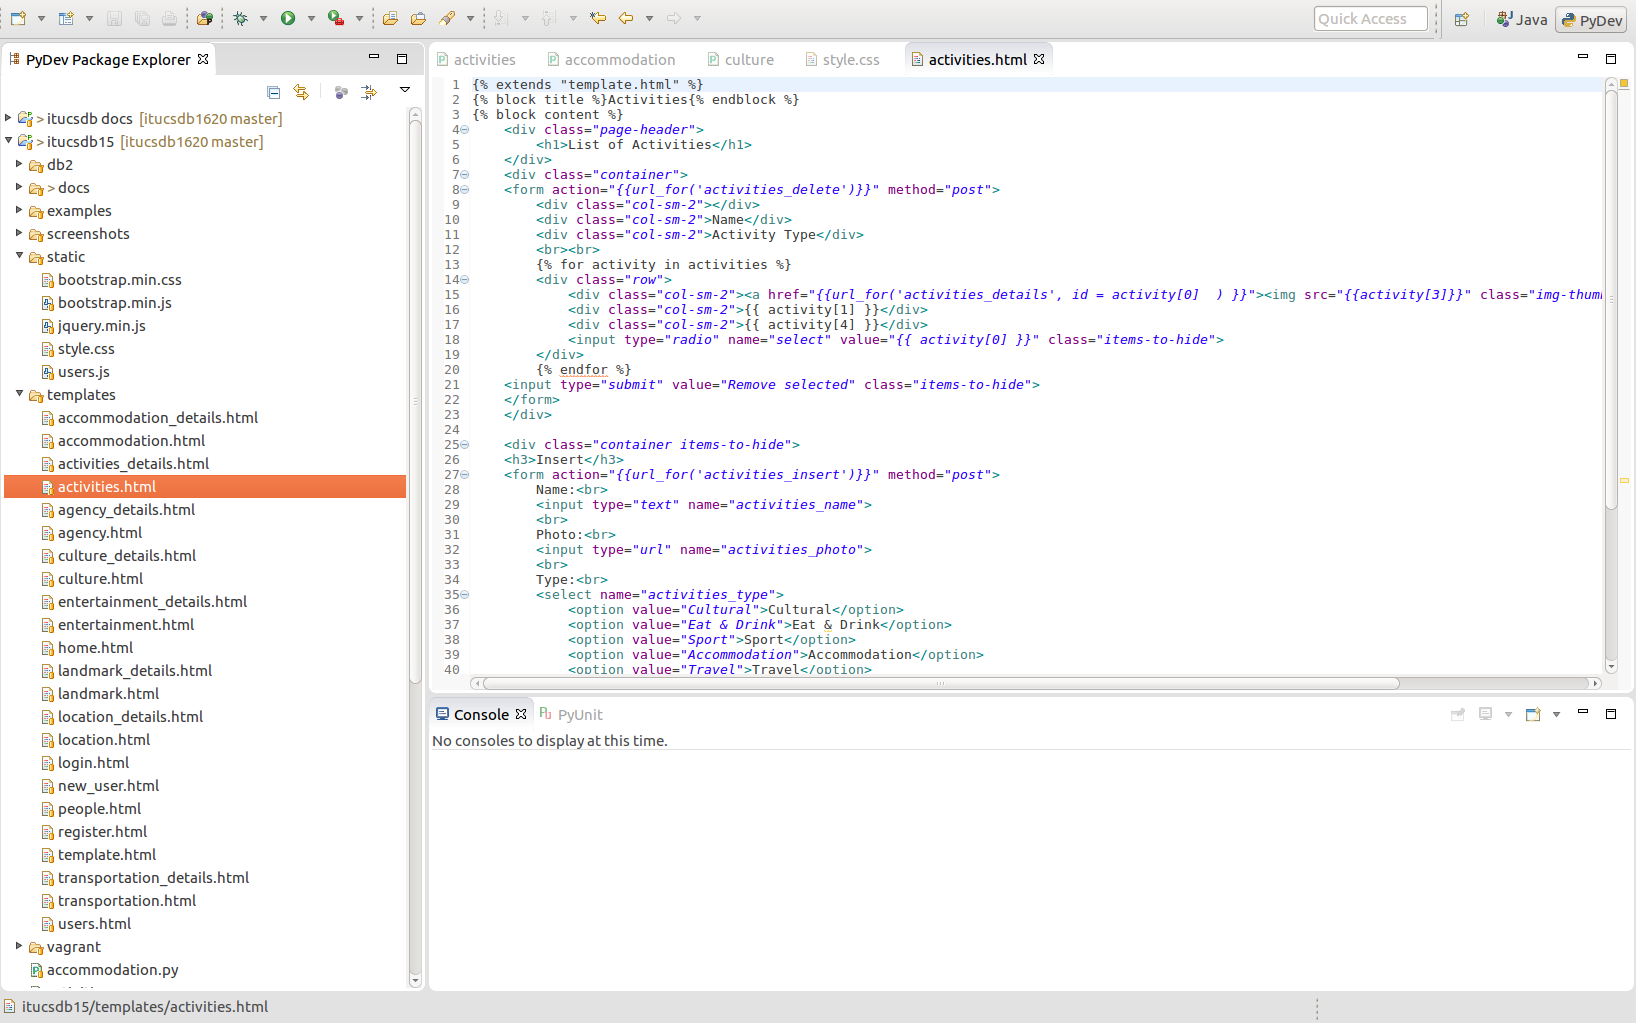 Quick Access
Java
PyDev
PyDev Package Explorer
> itucsdb docs [itucsdb1620 master]
> itucsdb15 [itucsdb1620 master]
db2
> docs
examples
screenshots
static
bootstrap.min.css
bootstrap.min.js
jquery.min.js
style.css
users.js
templates
accommodation_details.html
accommodation.html
activities_details.html
activities.html
agency_details.html
agency.html
culture_details.html
culture.html
entertainment_details.html
entertainment.html
home.html
landmark_details.html
landmark.html
location_details.html
location.html
login.html
new_user.html
people.html
register.html
template.html
transportation_details.html
transportation.html
users.html
vagrant
accommodation.py
activities
accommodation
culture
style.css
activities.html
1 {% extends "template.html" %}
2 {% block title %}Activities{% endblock %}
3 {% block content %}
4 <div class="page-header">
5 <h1>List of Activities</h1>
6 </div>
7 <div class="container">
8 <form action="{{url_for('activities_delete')}}" method="post">
9 <div class="col-sm-2"></div>
10 <div class="col-sm-2">Name</div>
11 <div class="col-sm-2">Activity Type</div>
12 <br><br>
13 {% for activity in activities %}
14 <div class="row">
15 <div class="col-sm-2"><a href="{{url_for('activities_details', id = activity[0]  ) }}"><img src="{{activity[3]}}" class="img-thum
16 <div class="col-sm-2">{{ activity[1] }}</div>
17 <div class="col-sm-2">{{ activity[4] }}</div>
18 <input type="radio" name="select" value="{{ activity[0] }}" class="items-to-hide">
19 </div>
20 {% endfor %}
21 <input type="submit" value="Remove selected" class="items-to-hide">
22 </form>
23 </div>
24
25 <div class="container items-to-hide">
26 <h3>Insert</h3>
27 <form action="{{url_for('activities_insert')}}" method="post">
28 Name:<br>
29 <input type="text" name="activities_name">
30 <br>
31 Photo:<br>
32 <input type="url" name="activities_photo">
33 <br>
34 Type:<br>
35 <select name="activities_type">
36 <option value="Cultural">Cultural</option>
37 <option value="Eat & Drink">Eat & Drink</option>
38 <option value="Sport">Sport</option>
39 <option value="Accommodation">Accommodation</option>
40 <option value="Travel">Travel</option>
Console
PyUnit
No consoles to display at this time.
itucsdb15/templates/activities.html